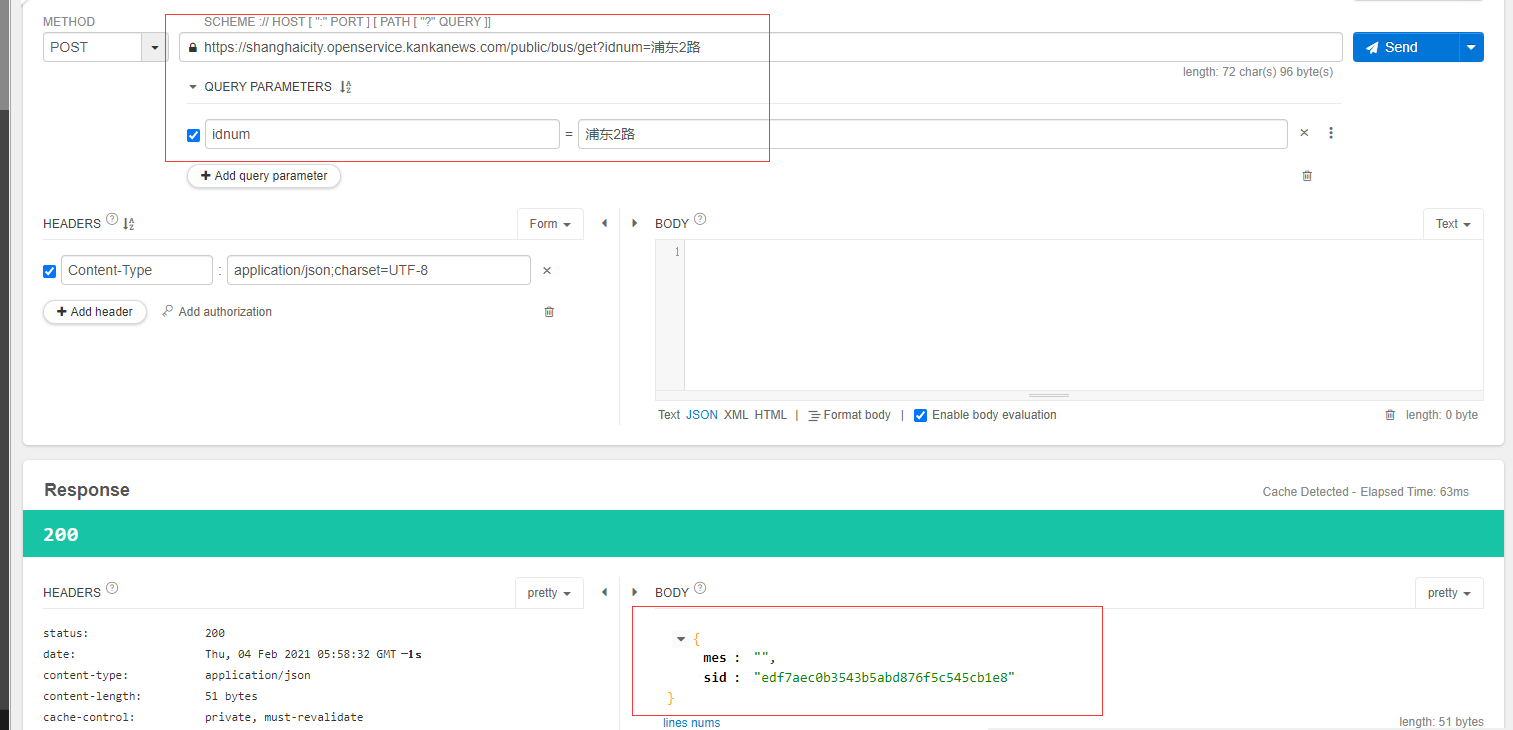 METHOD
SCHEME :// HOST [ ":" PORT ] [ PATH [ "?" QUERY ]]
POST
https://shanghaicity.openservice.kankanews.com/public/bus/get?idnum=浦东2路
Send
length: 72 char(s) 96 byte(s)
QUERY PARAMETERS
idnum = 浦东2路
+ Add query parameter
HEADERS ? Form
BODY ? Text
1
Content-Type : application/json;charset=UTF-8
+ Add header Add authorization
Text JSON XML HTML | Format body | Enable body evaluation length: 0 byte
Response
Cache Detected - Elapsed Time: 63ms
200
HEADERS ? pretty
BODY ? pretty
status: 200
date: Thu, 04 Feb 2021 05:58:32 GMT −1s
content-type: application/json
content-length: 51 bytes
cache-control: private, must-revalidate
{
mes : "",
sid : "edf7aec0b3543b5abd876f5c545cb1e8"
}
lines nums
length: 51 bytes